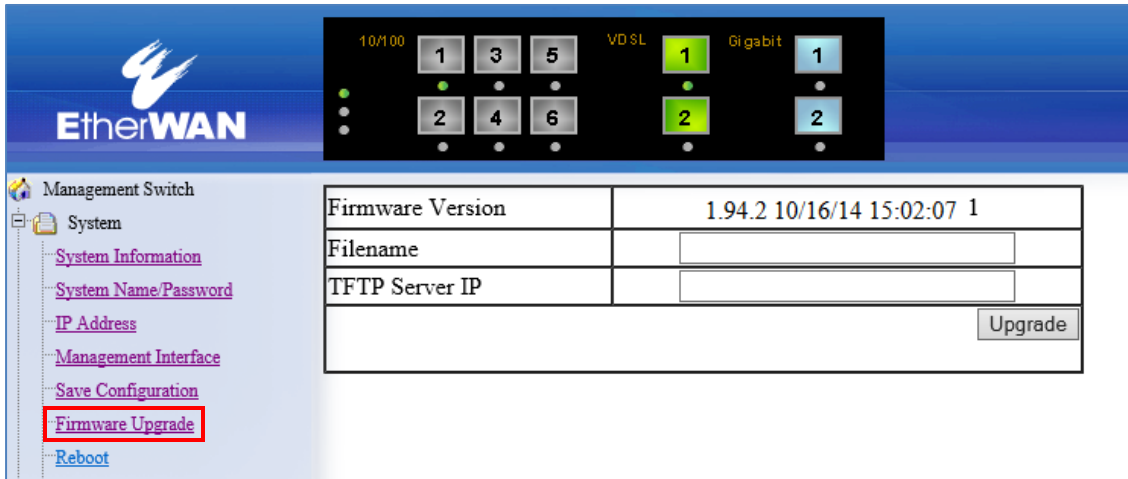 10/100
VDSL
Gigabit
1 3 5
1
1
2 4 6
2
2
EtherWAN
Management Switch
System
System Information
System Name/Password
IP Address
Management Interface
Save Configuration
Firmware Upgrade
Reboot
Firmware Version 1.94.2 10/16/14 15:02:07 1
Filename
TFTP Server IP
Upgrade